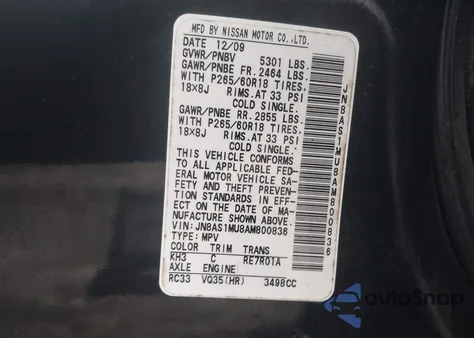 MFD BY NISSAN MOTOR CO.,LTD.
DATE 12/09
GVWR/PNBV 5301 LBS.
GAWR/PNBE FR. 2464 LBS.
WITH P265/60R18 TIRES.
18X8J RIMS.AT 33 PSI
COLD SINGLE.
GAWR/PNBE RR. 2855 LBS.
WITH P265/60R18 TIRES.
18X8J RIMS.AT 33 PSI
COLD SINGLE.
THIS VEHICLE CONFORMS
TO ALL APPLICABLE FED-
ERAL MOTOR VEHICLE SA-
FETY AND THEFT PREVEN-
TION STANDARDS IN EFF-
ECT ON THE DATE OF MA-
NUFACTURE SHOWN ABOVE.
VIN:JN8AS1MU8AM800836
TYPE: MPV
COLOR TRIM TRANS
KH3 C RE7R01A
AXLE ENGINE
RC33 VQ35(HR) 3498CC
JN8AS1MU8AM800836
autoSnap